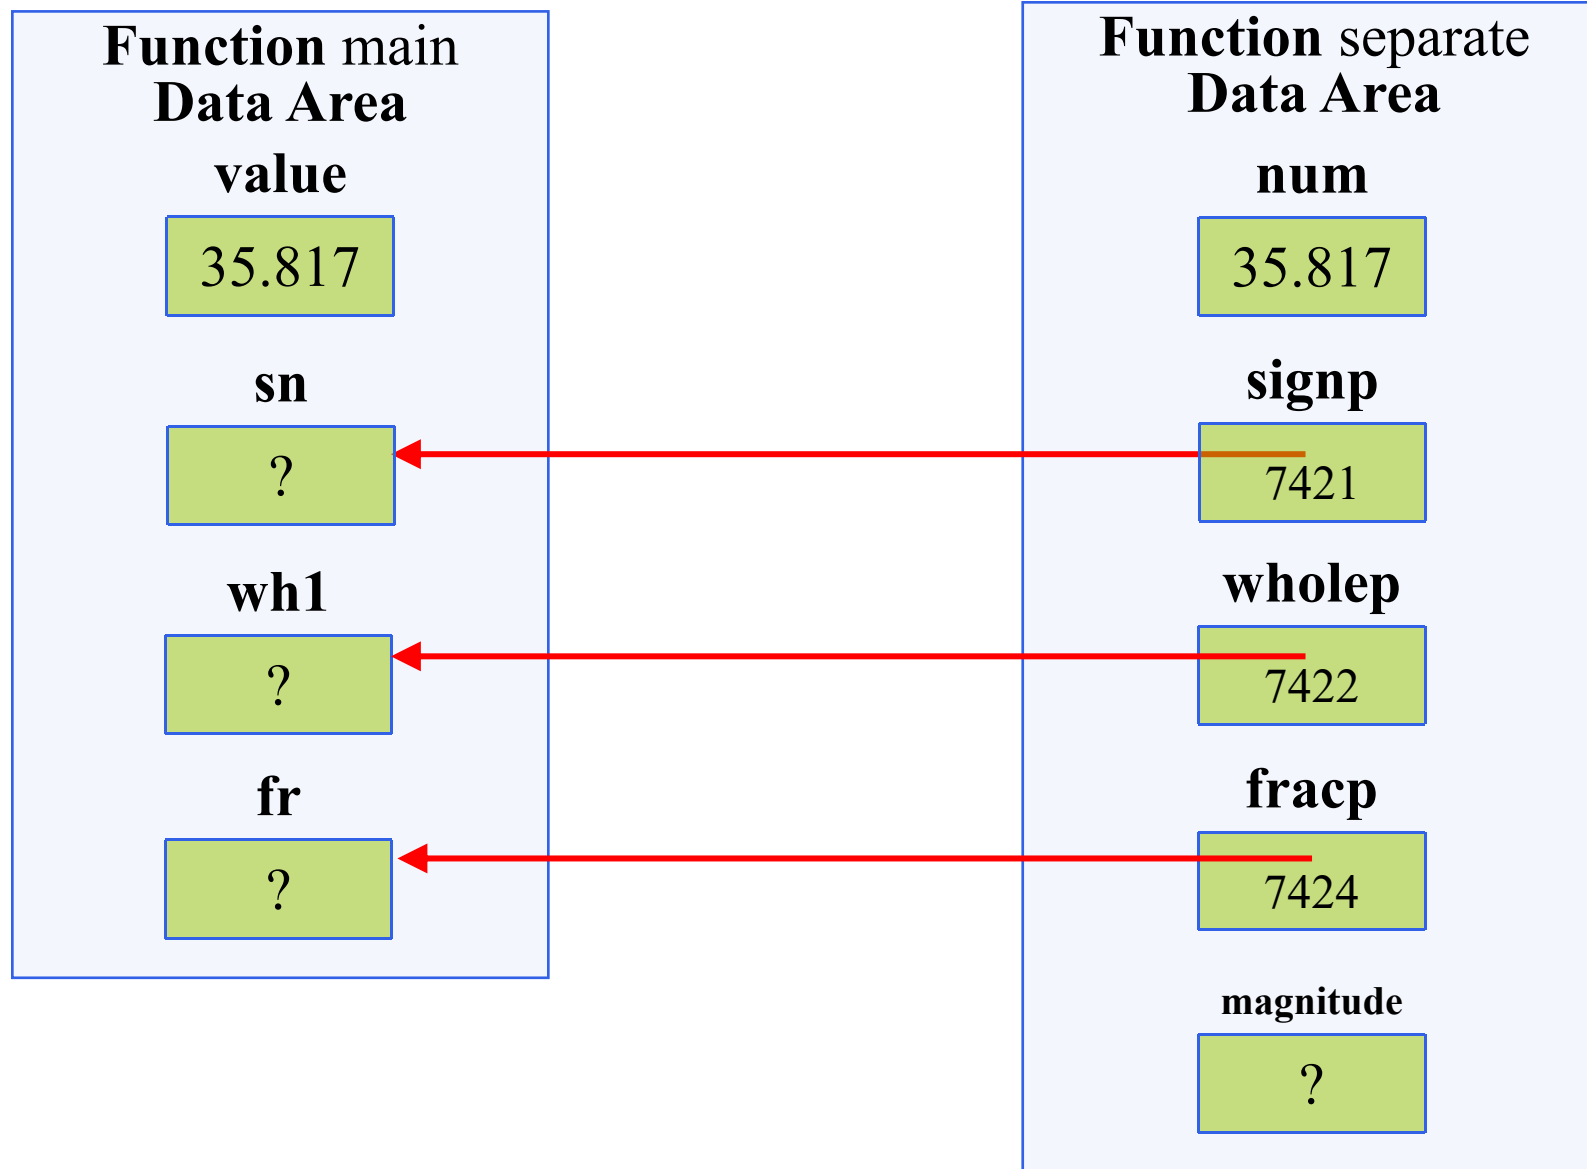 Function main
Data Area
value
35.817
sn
?
wh1
?
fr
?
Function separate
Data Area
num
35.817
signp
7421
wholep
7422
fracp
7424
magnitude
?